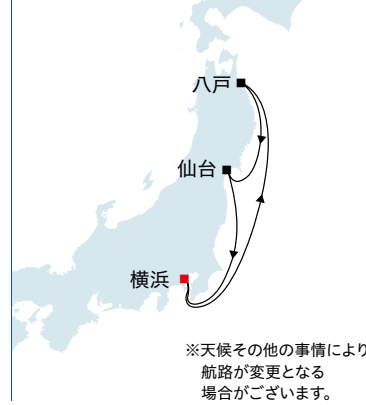 八戸
仙台
横浜
※天候その他の事情により
航路が変更となる
場合がございます。